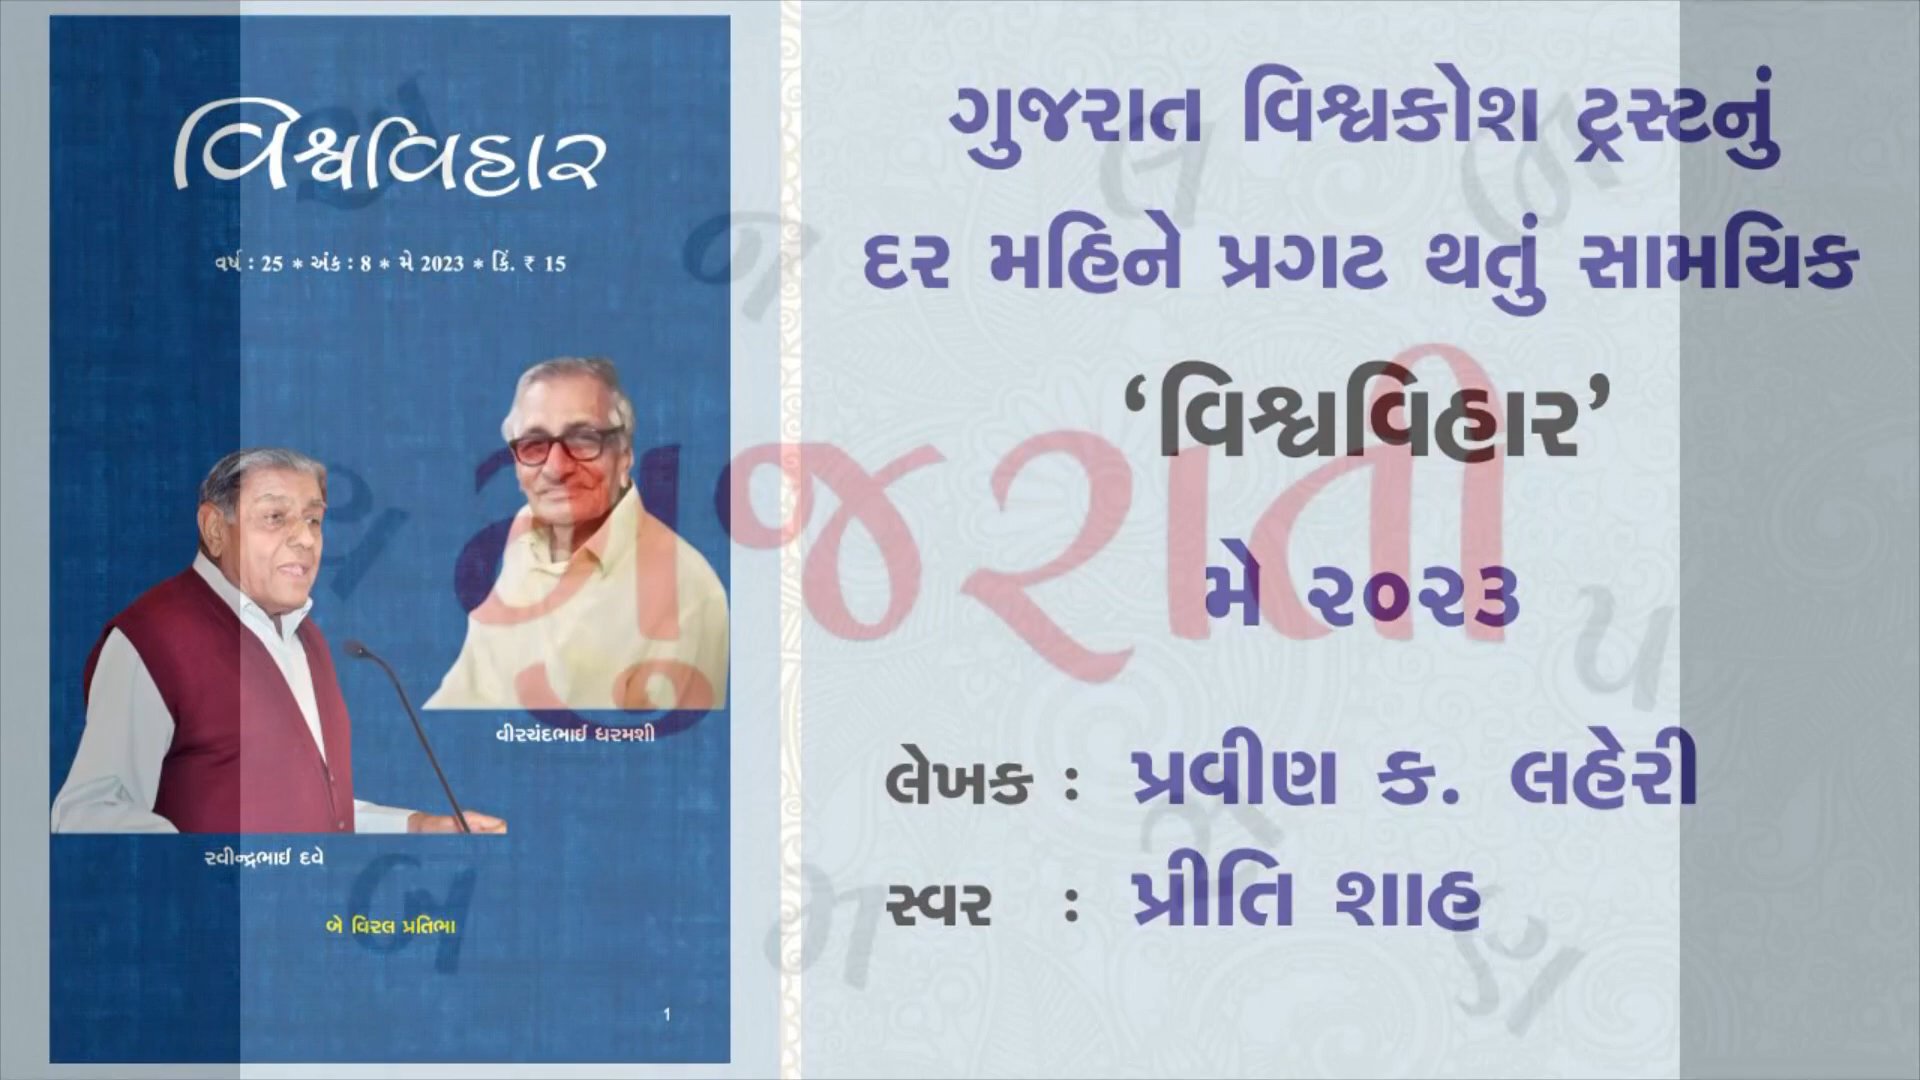 વિશ્વવિહાર
વર્ષ : 25 * અંક : 8 * મે 2023 * કિં. ₹ 15
વીરચંદભાઈ ધરમશી
રવીન્દ્રભાઈ દવે
બે વિરલ પ્રતિભા
1
ગુજરાત વિશ્વકોશ ટ્રસ્ટનું
દર મહિને પ્રગટ થતું સામયિક
‘વિશ્વવિહાર’
ગુજરાતી
મે ૨૦૨૩
લેખક : પ્રવીણ ક. લહેરી
સ્વર : પ્રીતિ શાહ